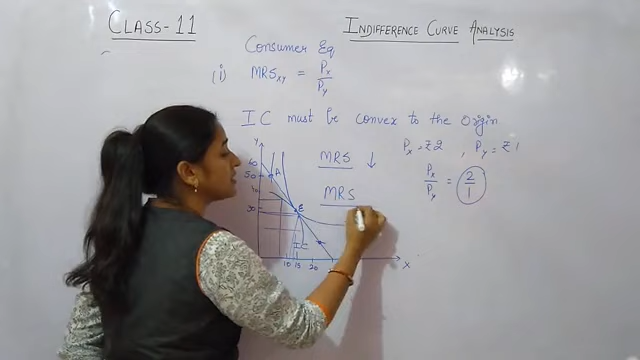 CLASS-11
INDIFFERENCE CURVE ANALYSIS
Consumer Eq
(i) MRSxy = Px/Py
IC must be convex to the Origin
Px = ₹2 , Py = ₹1
Px/Py = 2/1
MRS ↓
MRS
Y
60
50
30
A
E
IC
10 15 20
X